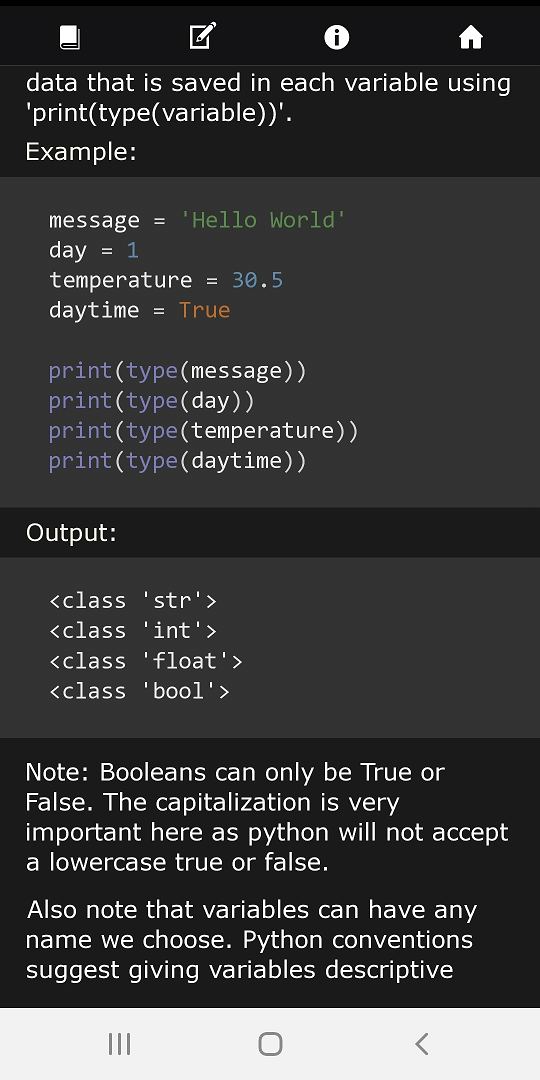 data that is saved in each variable using
'print(type(variable))'.
Example:
message = 'Hello World'
day = 1
temperature = 30.5
daytime = True
print(type(message))
print(type(day))
print(type(temperature))
print(type(daytime))
Output:
<class 'str'>
<class 'int'>
<class 'float'>
<class 'bool'>
Note: Booleans can only be True or
False. The capitalization is very
important here as python will not accept
a lowercase true or false.
Also note that variables can have any
name we choose. Python conventions
suggest giving variables descriptive